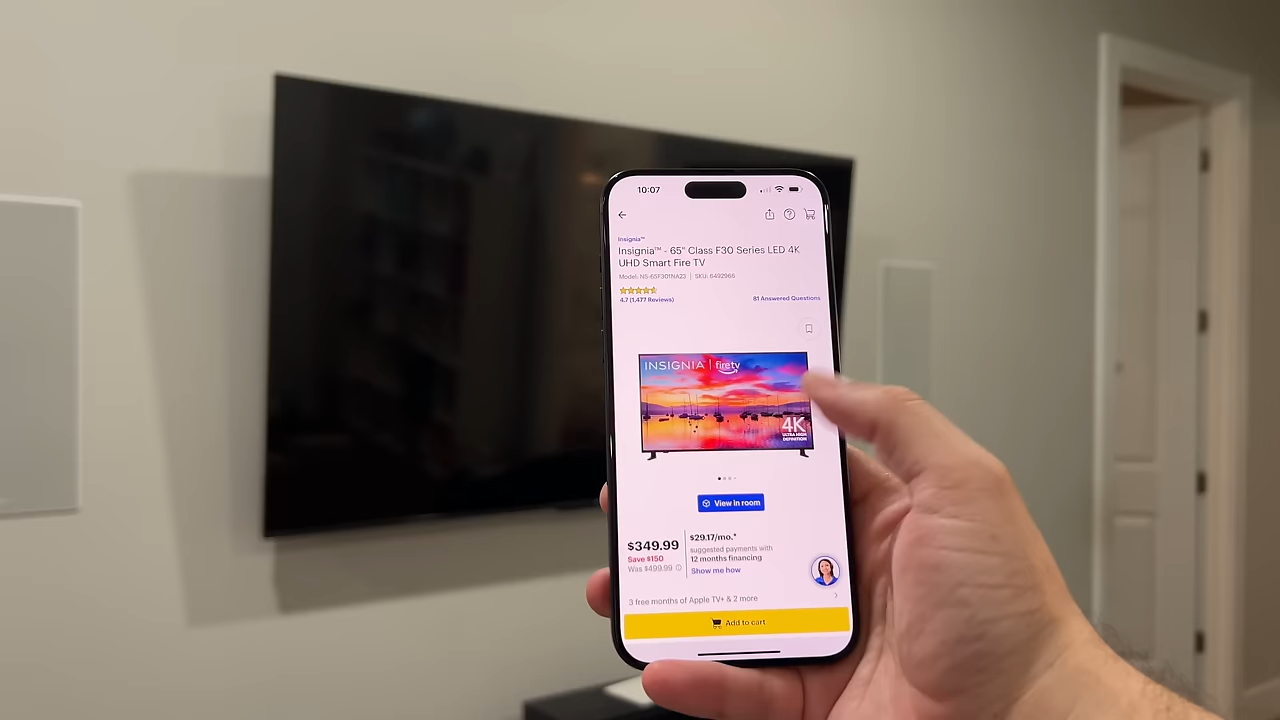 10:07
Insignia™
Insignia™ - 65" Class F30 Series LED 4K
UHD Smart Fire TV
Model: NS-65F301NA23 | SKU: 6492966
4.7 (1,477 Reviews)
81 Answered Questions
INSIGNIA | fire tv
4K
ULTRA HIGH
DEFINITION
View in room
$349.99
Save $150
Was $499.99
$29.17/mo.*
suggested payments with
12 months financing
Show me how
3 free months of Apple TV+ & 2 more
Add to cart